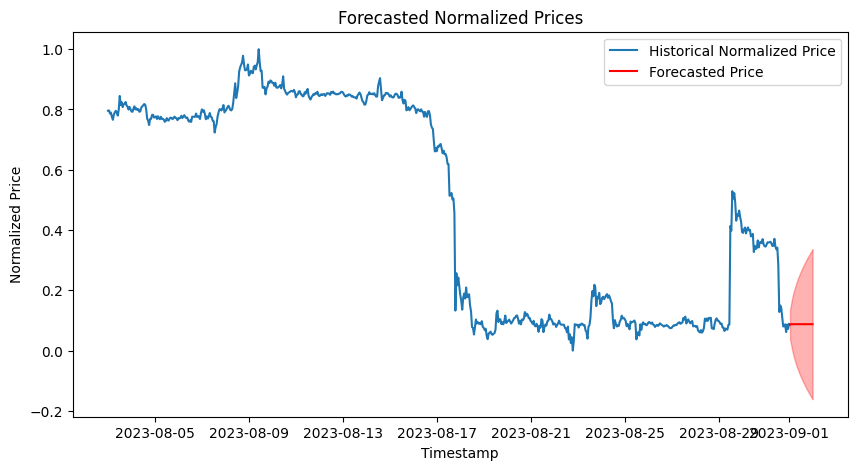 Forecasted Normalized Prices
Historical Normalized Price
Forecasted Price
Normalized Price
1.0
0.8
0.6
0.4
0.2
0.0
−0.2
2023-08-05 2023-08-09 2023-08-13 2023-08-17 2023-08-21 2023-08-25 2023-08-29 2023-09-01
Timestamp